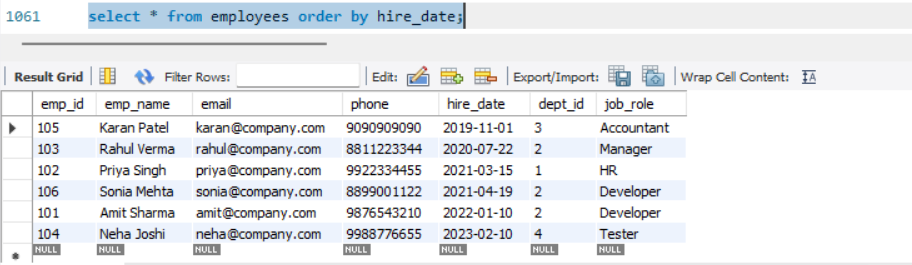 1061 select * from employees order by hire_date;
Result Grid Filter Rows: Edit: Export/Import: Wrap Cell Content: IA
emp_id emp_name email phone hire_date dept_id job_role
105 Karan Patel karan@company.com 9090909090 2019-11-01 3 Accountant
103 Rahul Verma rahul@company.com 8811223344 2020-07-22 2 Manager
102 Priya Singh priya@company.com 9922334455 2021-03-15 1 HR
106 Sonia Mehta sonia@company.com 8899001122 2021-04-19 2 Developer
101 Amit Sharma amit@company.com 9876543210 2022-01-10 2 Developer
104 Neha Joshi neha@company.com 9988776655 2023-02-10 4 Tester
NULL NULL NULL NULL NULL NULL NULL